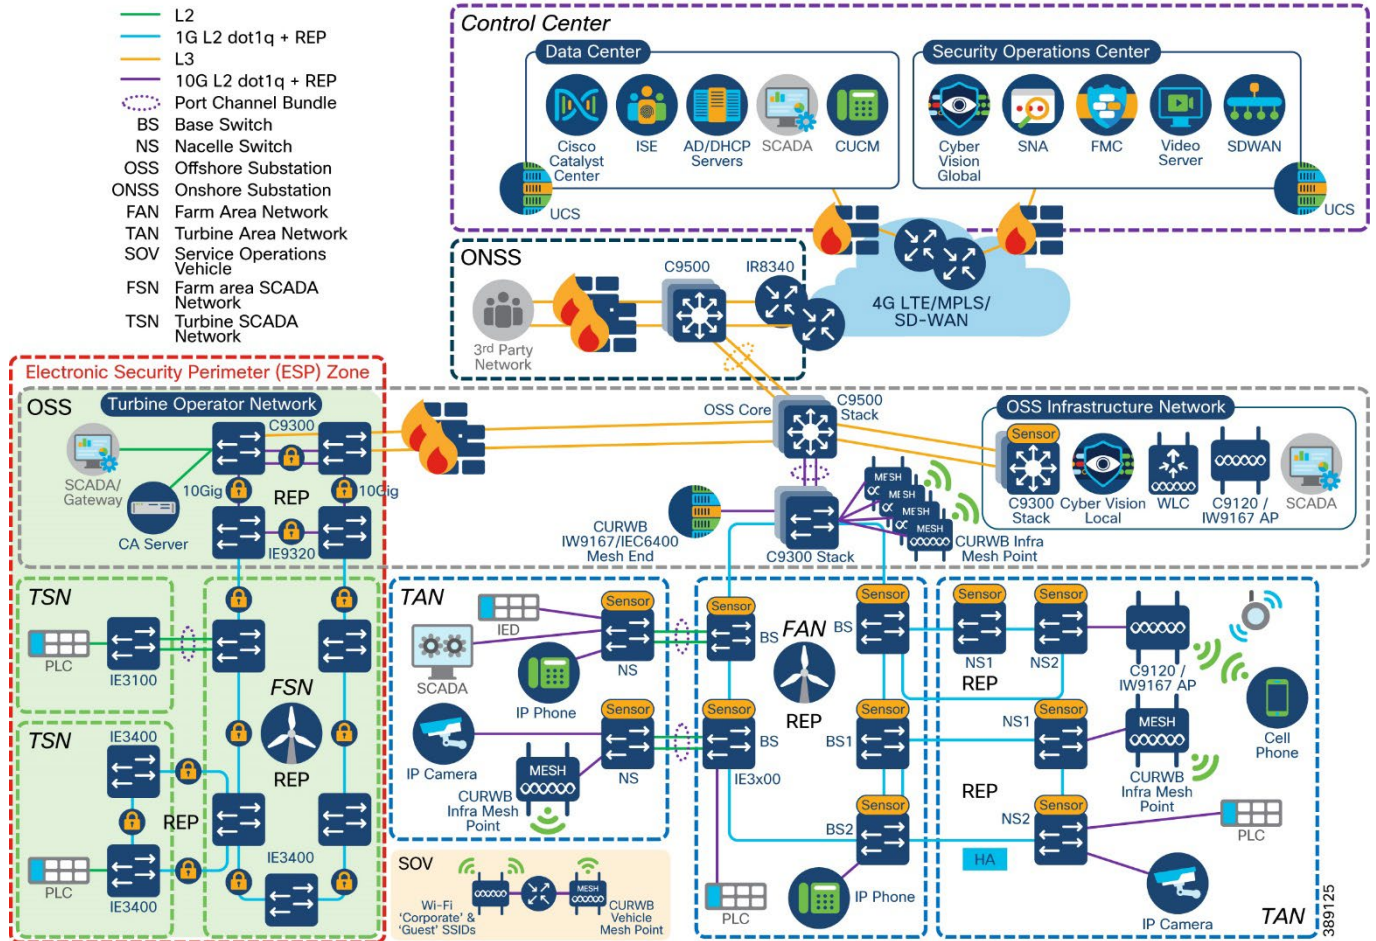 L2
1G L2 dot1q + REP
L3
10G L2 dot1q + REP
Port Channel Bundle
BS Base Switch
NS Nacelle Switch
OSS Offshore Substation
ONSS Onshore Substation
FAN Farm Area Network
TAN Turbine Area Network
SOV Service Operations
Vehicle
FSN Farm area SCADA
Network
TSN Turbine SCADA
Network
Control Center
Data Center
Cisco
Catalyst
Center
ISE
AD/DHCP
Servers
SCADA
CUCM
UCS
Security Operations Center
Cyber
Vision
Global
SNA
FMC
Video
Server
SDWAN
UCS
ONSS
C9500
IR8340
3rd Party
Network
4G LTE/MPLS/
SD-WAN
Electronic Security Perimeter (ESP) Zone
OSS
Turbine Operator Network
C9300
SCADA/
Gateway
10Gig
REP
10Gig
CA Server
IE9320
OSS Core
C9500
Stack
CURWB
IW9167/IEC6400
Mesh End
C9300 Stack
MESH
MESH
MESH
MESH
CURWB Infra
Mesh Point
OSS Infrastructure Network
Sensor
C9300
Stack
Cyber Vision
Local
WLC
C9120 /
IW9167 AP
SCADA
TSN
PLC
IE3100
TSN
IE3400
REP
PLC
IE3400
FSN
REP
IE3400
TAN
IED
SCADA
IP Phone
Sensor
NS
IP Camera
MESH
CURWB
Infra Mesh
Point
Sensor
NS
SOV
Wi-Fi
'Corporate' &
'Guest' SSIDs
MESH
CURWB
Vehicle
Mesh Point
FAN
REP
Sensor
BS
Sensor
BS
IE3x00
Sensor
BS
Sensor
BS1
Sensor
BS2
PLC
IP Phone
Sensor
NS1
Sensor
NS2
REP
C9120 /
IW9167 AP
Cell
Phone
Sensor
NS1
MESH
CURWB
Infra Mesh
Point
REP
Sensor
NS2
HA
PLC
IP Camera
TAN
389125